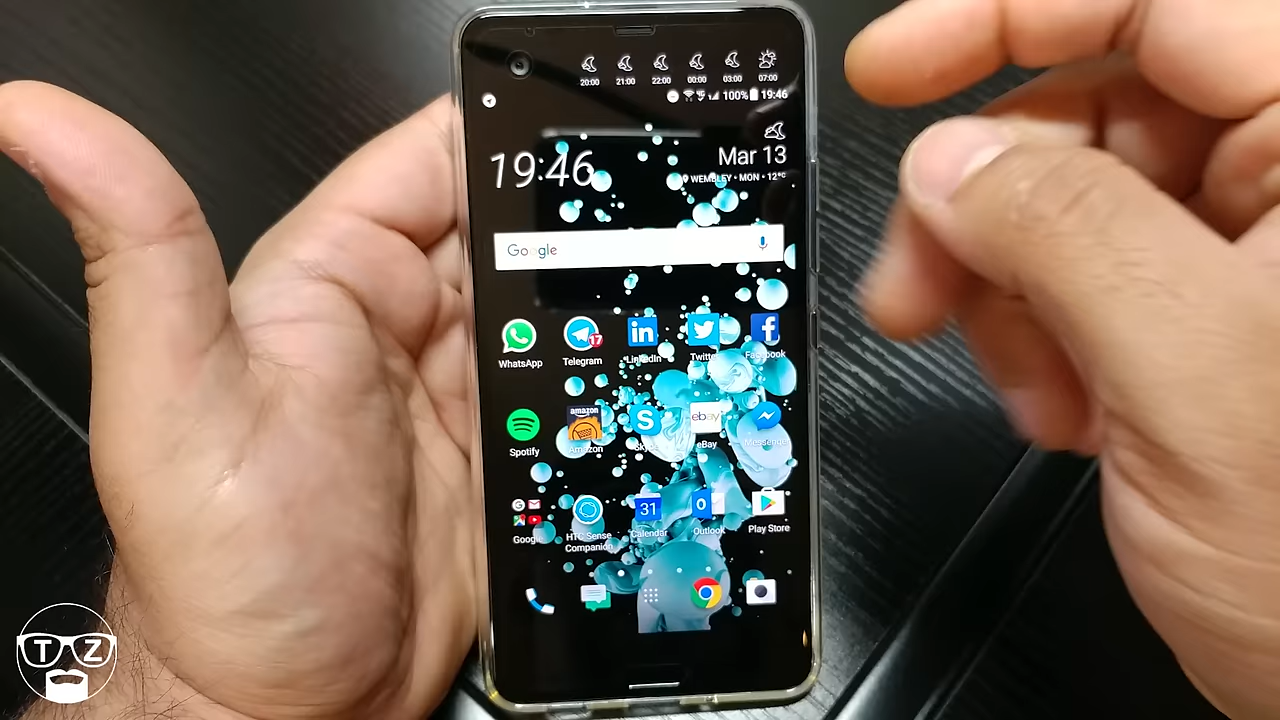 20:00 21:00 22:00 00:00 03:00 07:00
100% 19:46
19:46
Mar 13
WEMBLEY • MON • 12°C
Google
17
WhatsApp Telegram LinkedIn Twitter Facebook
amazon
S
ebay
Spotify Amazon Skype eBay Messenger
31
HTC Sense
Google Companion Calendar Outlook Play Store
T Z